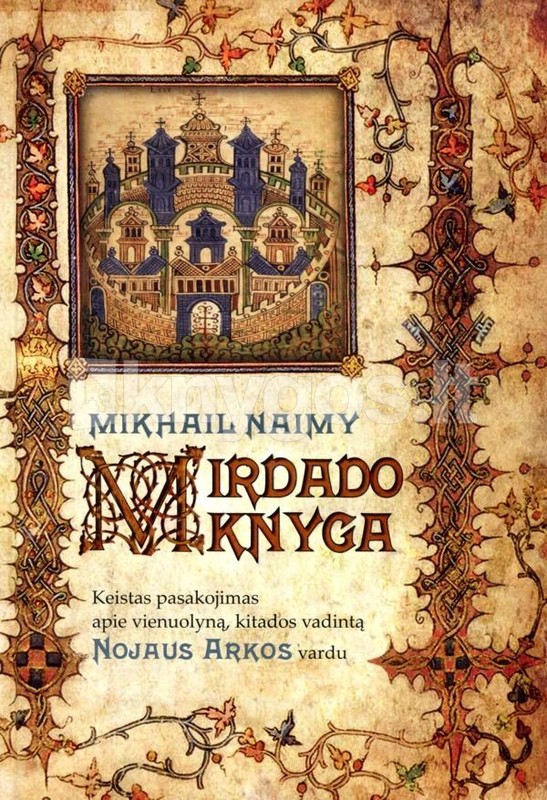 MIKHAIL NAIMY
MIRDADO
KNYGA
Keistas pasakojimas
apie vienuolyną, kitados vadintą
NOJAUS ARKOS vardu